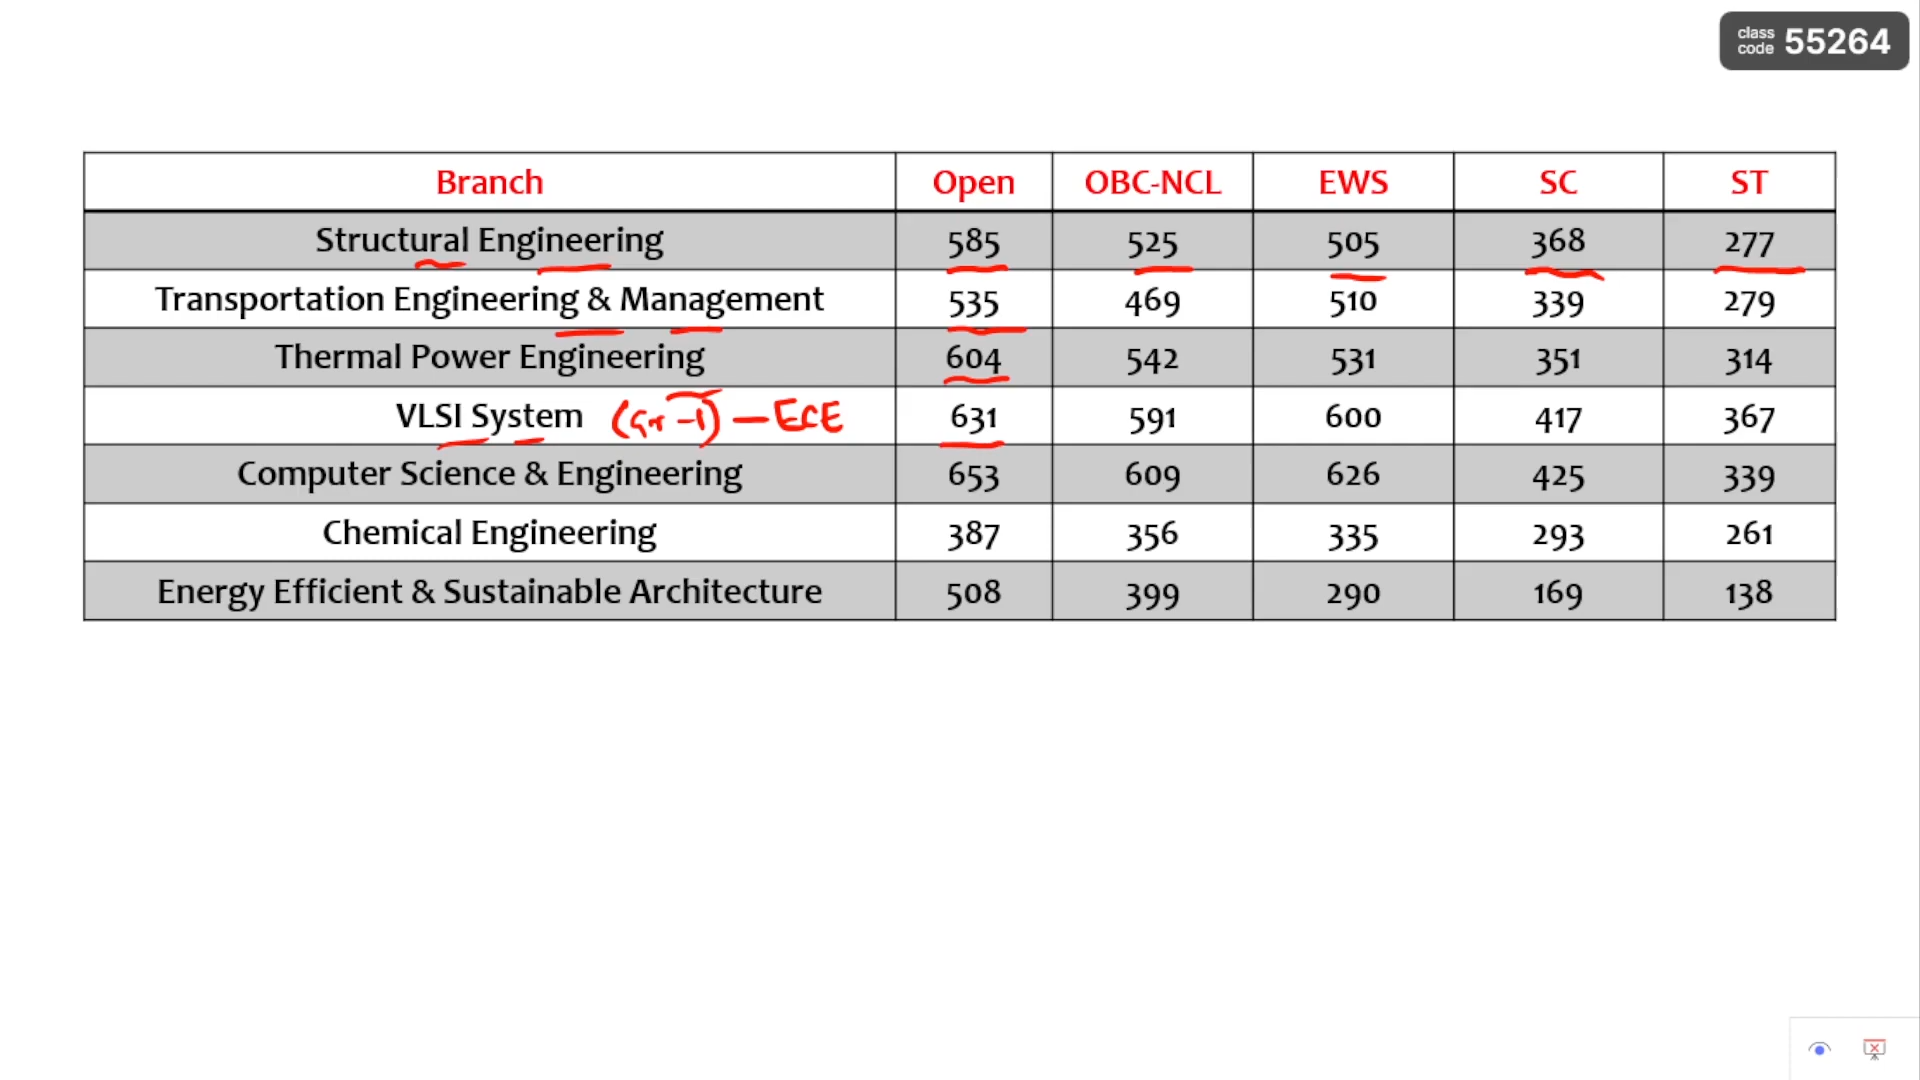 class code 55264
Branch Open OBC-NCL EWS SC ST
Structural Engineering 585 525 505 368 277
Transportation Engineering & Management 535 469 510 339 279
Thermal Power Engineering 604 542 531 351 314
VLSI System (Gr-1) — ECE 631 591 600 417 367
Computer Science & Engineering 653 609 626 425 339
Chemical Engineering 387 356 335 293 261
Energy Efficient & Sustainable Architecture 508 399 290 169 138